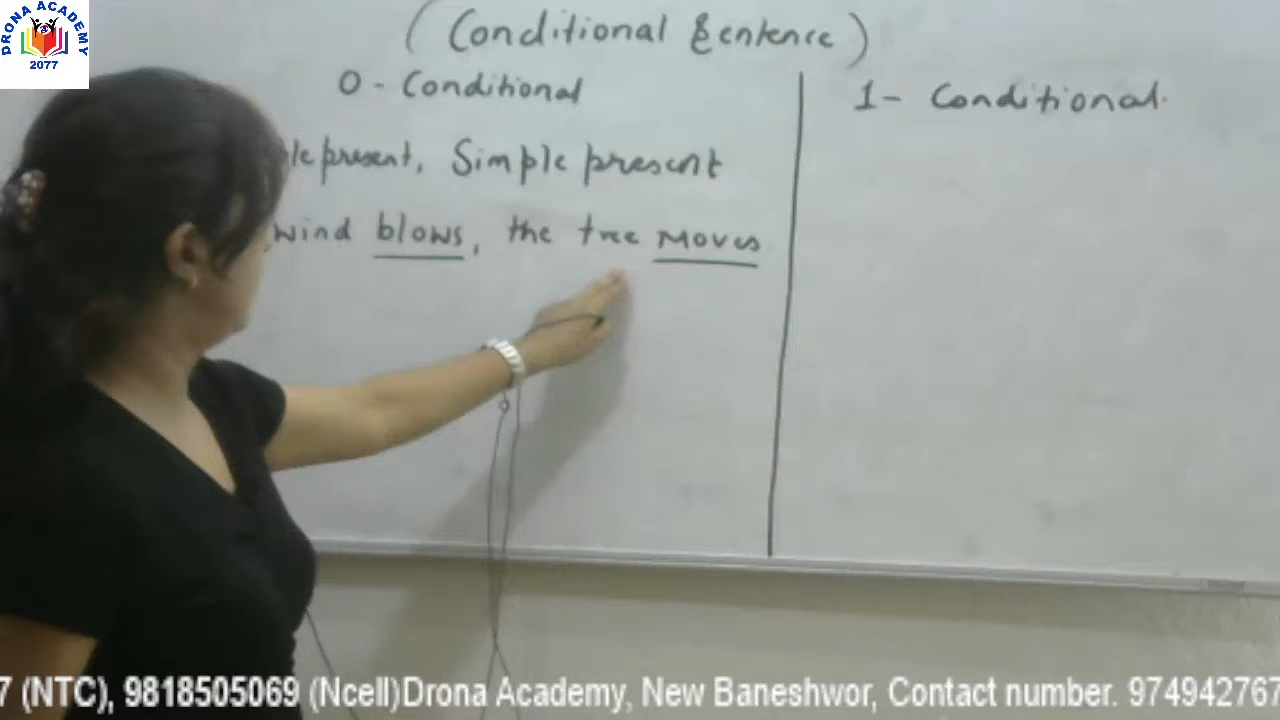 DRONA ACADEMY
2077
(Conditional Sentence)
0 - Conditional
1 - Conditional.
le present, Simple present
wind blows, the tree moves
7 (NTC), 9818505069 (Ncell)Drona Academy, New Baneshwor, Contact number. 974942767